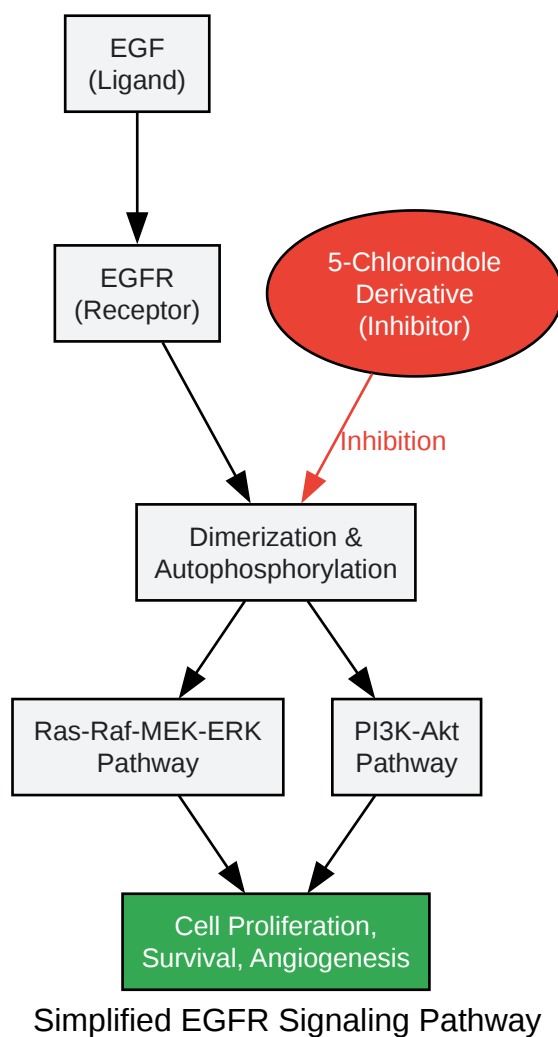 EGF
(Ligand)
EGFR
(Receptor)
5-Chloroindole
Derivative
(Inhibitor)
Inhibition
Dimerization &
Autophosphorylation
Ras-Raf-MEK-ERK
Pathway
PI3K-Akt
Pathway
Cell Proliferation,
Survival, Angiogenesis
Simplified EGFR Signaling Pathway